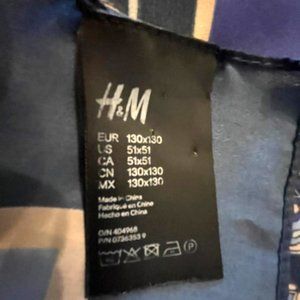 H&M
EUR 130x130
US 51x51
CA 51x51
CN 130x130
MX 130x130
Made in China
Fabriqué en Chine
Hecho en China
O/N 404968
P/N 0736353 9